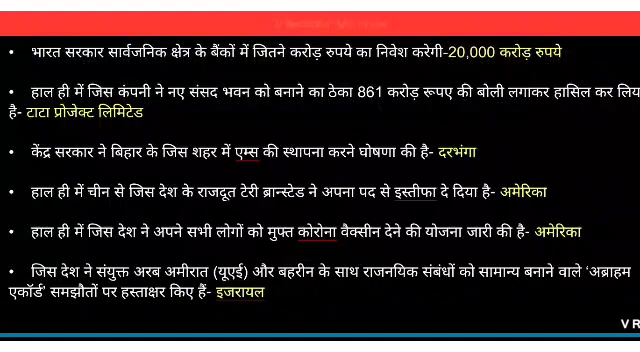 • भारत सरकार सार्वजनिक क्षेत्र के बैंकों में जितने करोड़ रुपये का निवेश करेगी-20,000 करोड़ रुपये
• हाल ही में जिस कंपनी ने नए संसद भवन को बनाने का ठेका 861 करोड़ रूपए की बोली लगाकर हासिल कर लिय
है- टाटा प्रोजेक्ट लिमिटेड
• केंद्र सरकार ने बिहार के जिस शहर में एम्स की स्थापना करने घोषणा की है- दरभंगा
• हाल ही में चीन से जिस देश के राजदूत टेरी ब्रान्स्टेड ने अपना पद से इस्तीफा दे दिया है- अमेरिका
• हाल ही में जिस देश ने अपने सभी लोगों को मुफ्त कोरोना वैक्सीन देने की योजना जारी की है- अमेरिका
• जिस देश ने संयुक्त अरब अमीरात (यूएई) और बहरीन के साथ राजनयिक संबंधों को सामान्य बनाने वाले ‘अब्राहम
एकॉर्ड’ समझौतों पर हस्ताक्षर किए हैं- इजरायल
V R